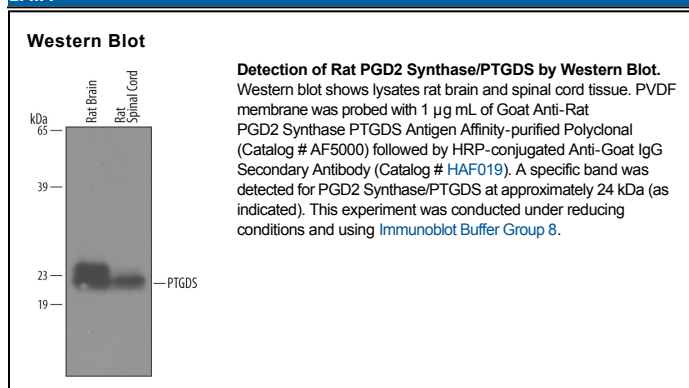 Western Blot
Rat Brain
Rat
Spinal Cord
kDa
65
39
23
19
PTGDS
Detection of Rat PGD2 Synthase/PTGDS by Western Blot.
Western blot shows lysates rat brain and spinal cord tissue. PVDF
membrane was probed with 1 µg mL of Goat Anti-Rat
PGD2 Synthase PTGDS Antigen Affinity-purified Polyclonal
(Catalog # AF5000) followed by HRP-conjugated Anti-Goat IgG
Secondary Antibody (Catalog # HAF019). A specific band was
detected for PGD2 Synthase/PTGDS at approximately 24 kDa (as
indicated). This experiment was conducted under reducing
conditions and using Immunoblot Buffer Group 8.